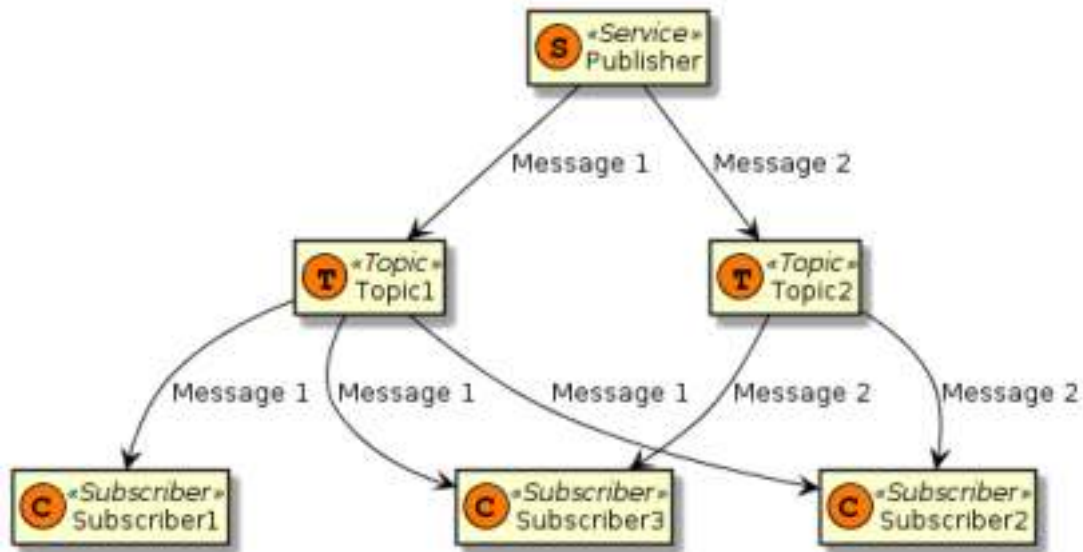 S «Service»
Publisher
Message 1 Message 2
T «Topic» T «Topic»
Topic1 Topic2
Message 1 Message 1 Message 1 Message 2 Message 2
C «Subscriber» C «Subscriber» C «Subscriber»
Subscriber1 Subscriber3 Subscriber2